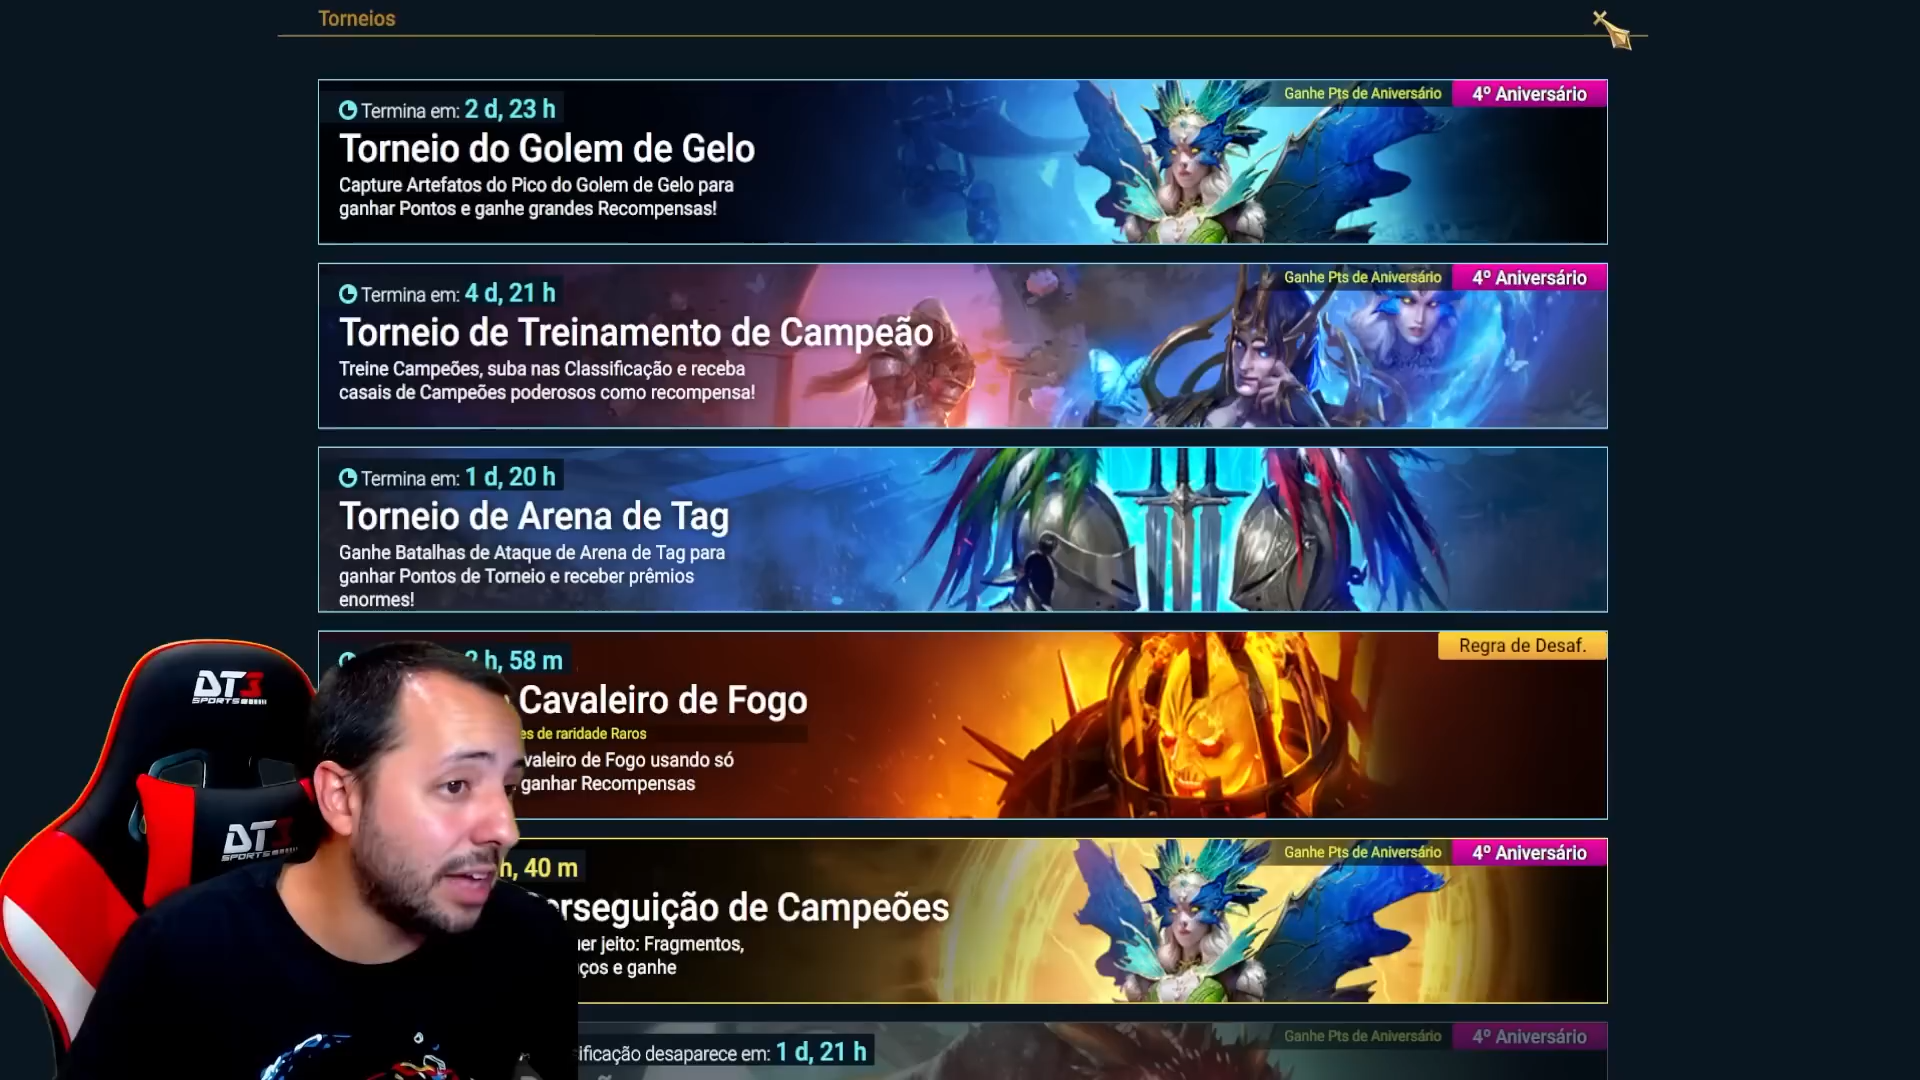 Torneios
Termina em: 2 d, 23 h
Ganhe Pts de Aniversário
4º Aniversário
Torneio do Golem de Gelo
Capture Artefatos do Pico do Golem de Gelo para
ganhar Pontos e ganhe grandes Recompensas!
Termina em: 4 d, 21 h
Ganhe Pts de Aniversário
4º Aniversário
Torneio de Treinamento de Campeão
Treine Campeões, suba nas Classificação e receba
casais de Campeões poderosos como recompensa!
Termina em: 1 d, 20 h
Torneio de Arena de Tag
Ganhe Batalhas de Ataque de Arena de Tag para
ganhar Pontos de Torneio e receber prêmios
enormes!
h, 58 m
Regra de Desaf.
Cavaleiro de Fogo
es de raridade Raros
valeiro de Fogo usando só
ganhar Recompensas
h, 40 m
Ganhe Pts de Aniversário
4º Aniversário
erseguição de Campeões
uer jeito: Fragmentos,
ços e ganhe
ificação desaparece em: 1 d, 21 h
Ganhe Pts de Aniversário
4º Aniversário
DT3
SPORTS
DT3
SPORTS